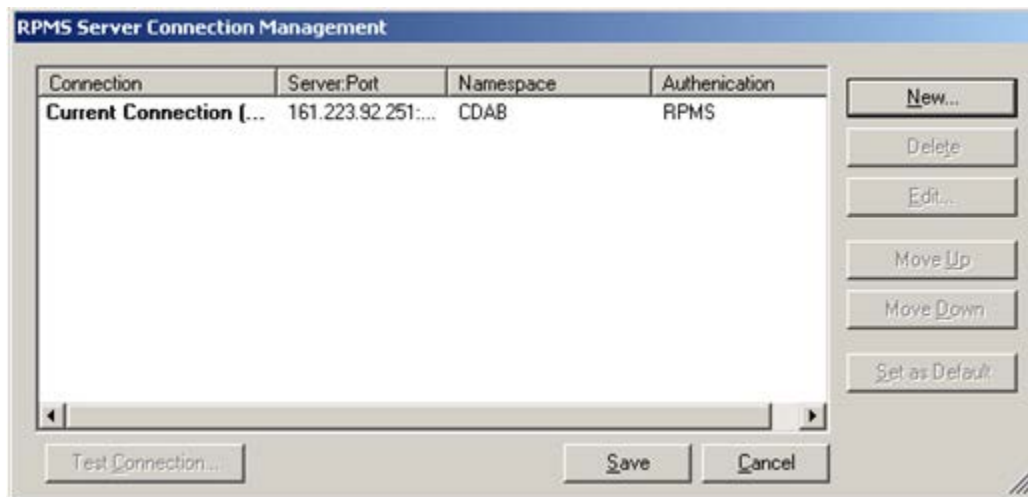 RPMS Server Connection Management
Connection Server:Port Namespace Authenication
Current Connection (... 161.223.92.251:... CDAB RPMS
New...
Delete
Edit...
Move Up
Move Down
Set as Default
Test Connection... Save Cancel